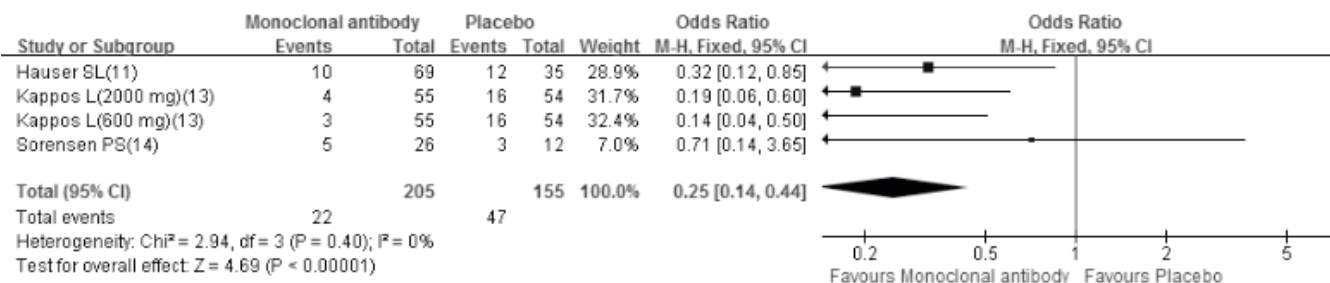 Monoclonal antibody Placebo Odds Ratio Odds Ratio
Study or Subgroup Events Total Events Total Weight M-H, Fixed, 95% CI M-H, Fixed, 95% CI
Hauser SL(11) 10 69 12 35 28.9% 0.32 [0.12, 0.85]
Kappos L(2000 mg)(13) 4 55 16 54 31.7% 0.19 [0.06, 0.60]
Kappos L(600 mg)(13) 3 55 16 54 32.4% 0.14 [0.04, 0.50]
Sorensen PS(14) 5 26 3 12 7.0% 0.71 [0.14, 3.65]
Total (95% CI) 205 155 100.0% 0.25 [0.14, 0.44]
Total events 22 47
Heterogeneity: Chi² = 2.94, df = 3 (P = 0.40); I² = 0%
Test for overall effect: Z = 4.69 (P < 0.00001)
0.2 0.5 1 2 5
Favours Monoclonal antibody Favours Placebo